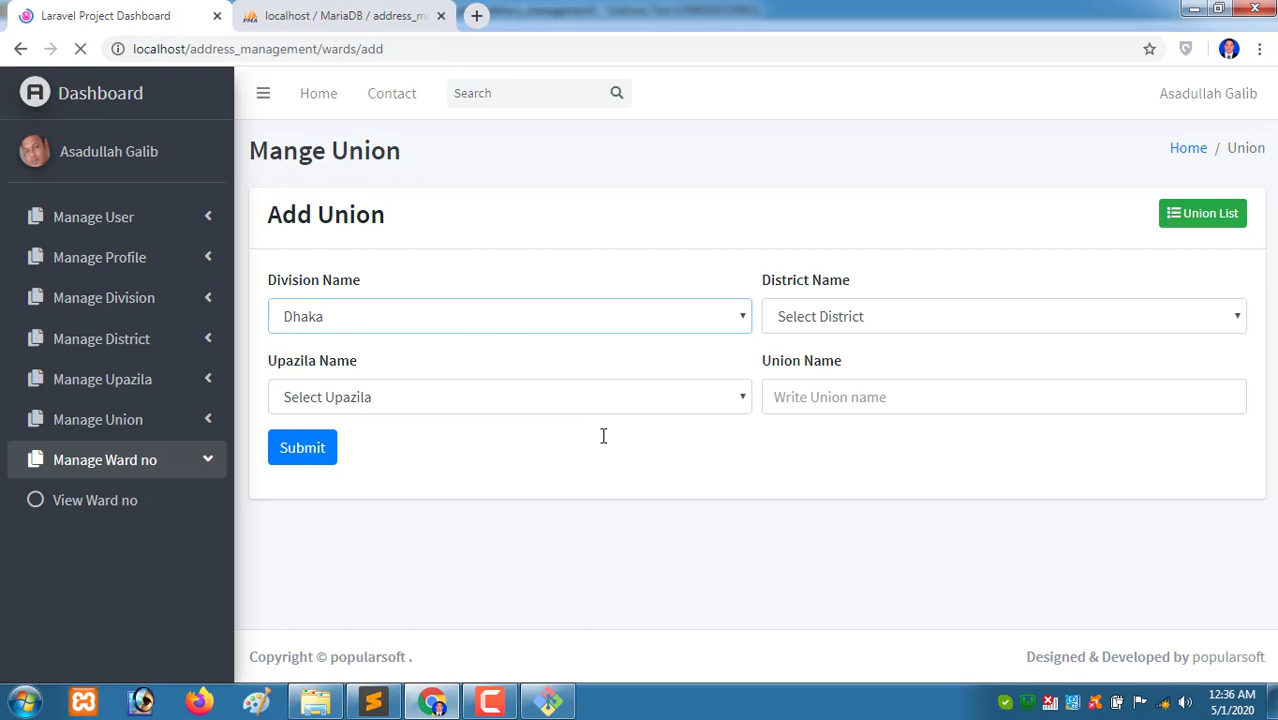 Laravel Project Dashboard
localhost / MariaDB / address_m
localhost/address_management/wards/add
Dashboard
Home Contact Search Asadullah Galib
Asadullah Galib
Mange Union
Home / Union
Add Union
Union List
Manage User
Manage Profile
Manage Division
Manage District
Manage Upazila
Manage Union
Manage Ward no
View Ward no
Division Name District Name
Dhaka Select District
Upazila Name Union Name
Select Upazila Write Union name
Submit
Copyright © popularsoft .
Designed & Developed by popularsoft
12:36 AM
5/1/2020